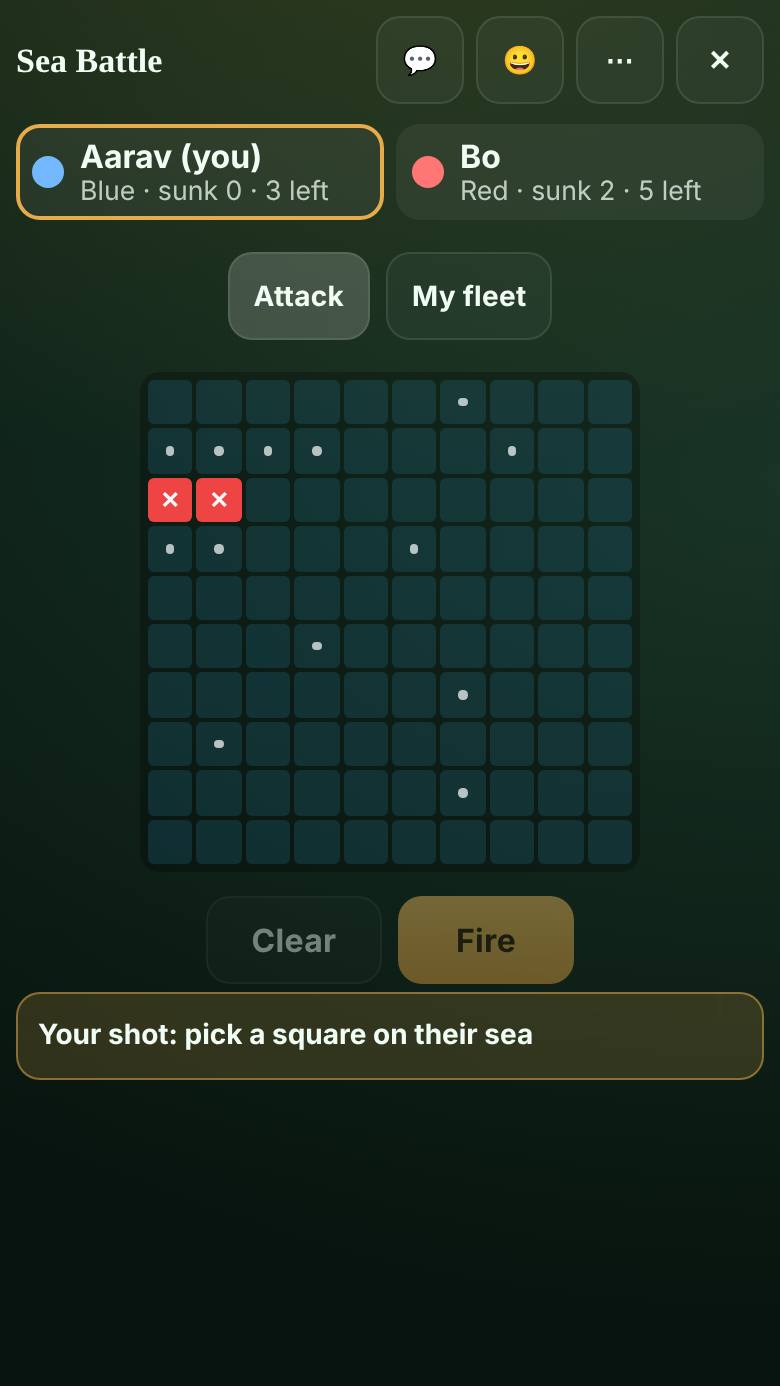 Sea Battle
Aarav (you)
Blue · sunk 0 · 3 left
Bo
Red · sunk 2 · 5 left
Attack
My fleet
Clear
Fire
Your shot: pick a square on their sea